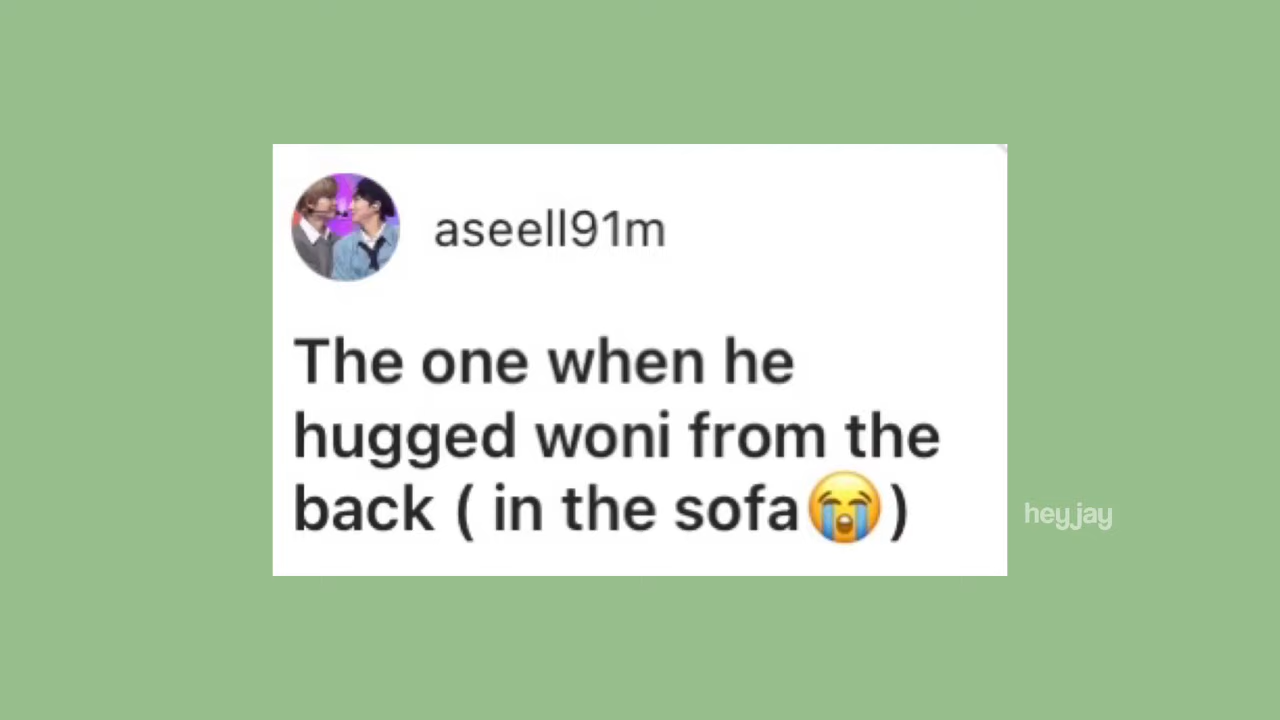 aseell91m
The one when he
hugged woni from the
back ( in the sofa😭)
heyjay